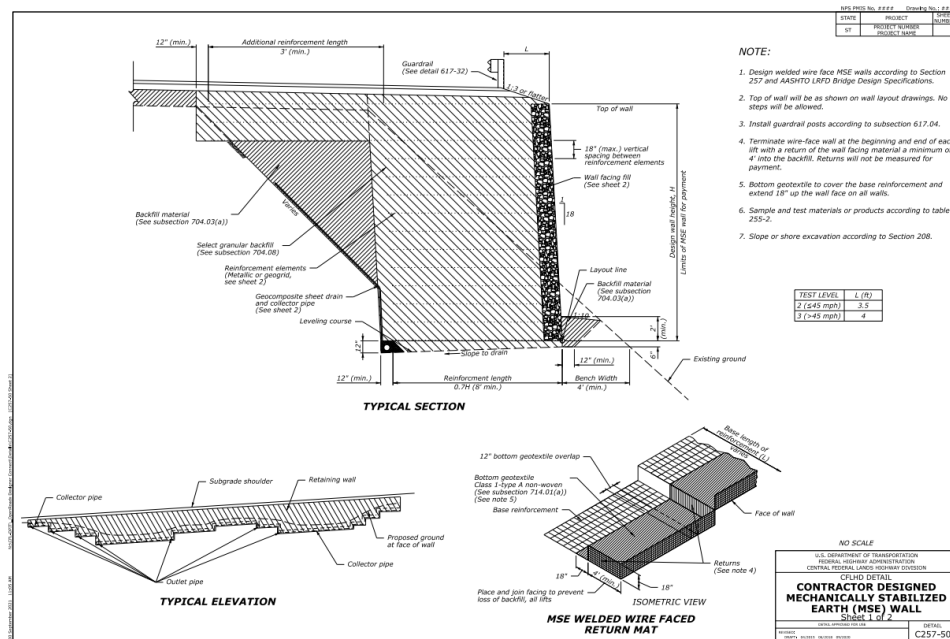 NPS PMIS No. #### Drawing No.: ##
STATE
PROJECT
SHEET
NUMBER
ST
PROJECT NUMBER
PROJECT NAME
12" (min.)
Additional reinforcement length
3' (min.)
Guardrail
(See detail 617-32)
L
1:3 or flatter
Top of wall
18" (max.) vertical
spacing between
reinforcement elements
Wall facing fill
(See sheet 2)
1
18
Design wall height, H
Limits of MSE wall for payment
Backfill material
(See subsection 704.03(a))
Varies
Select granular backfill
(See subsection 704.08)
Reinforcement elements
(Metallic or geogrid,
see sheet 2)
Geocomposite sheet drain
and collector pipe
(See sheet 2)
Leveling course
Layout line
Backfill material
(See subsection
704.03(a))
1:10
2'
(min.)
6"
12"
Slope to drain
12" (min.)
Existing ground
12" (min.)
Reinforcment length
0.7H (8' min.)
Bench Width
4' (min.)
TYPICAL SECTION
NOTE:
1. Design welded wire face MSE walls according to Section
257 and AASHTO LRFD Bridge Design Specifications.
2. Top of wall will be as shown on wall layout drawings. No
steps will be allowed.
3. Install guardrail posts according to subsection 617.04.
4. Terminate wire-face wall at the beginning and end of eac
lift with a return of the wall facing material a minimum o
4' into the backfill. Returns will not be measured for
payment.
5. Bottom geotextile to cover the base reinforcement and
extend 18" up the wall face on all walls.
6. Sample and test materials or products according to table
255-2.
7. Slope or shore excavation according to Section 208.
TEST LEVEL L (ft)
2 (≤45 mph) 3.5
3 (>45 mph) 4
Collector pipe
Subgrade shoulder
Retaining wall
Proposed ground
at face of wall
Collector pipe
Outlet pipe
TYPICAL ELEVATION
Base length of
reinforcement (L)
varies
12" bottom geotextile overlap
Bottom geotextile
Class 1-type A non-woven
(See subsection 714.01(a))
(See note 5)
Base reinforcement
Face of wall
Returns
(See note 4)
18"
4' (min.)
18"
Place and join facing to prevent
loss of backfill, all lifts
ISOMETRIC VIEW
MSE WELDED WIRE FACED
RETURN MAT
NO SCALE
U.S. DEPARTMENT OF TRANSPORTATION
FEDERAL HIGHWAY ADMINISTRATION
CENTRAL FEDERAL LANDS HIGHWAY DIVISION
CFLHD DETAIL
CONTRACTOR DESIGNED
MECHANICALLY STABILIZED
EARTH (MSE) WALL
Sheet 1 of 2
DETAIL APPROVED FOR USE
DETAIL
C257-50